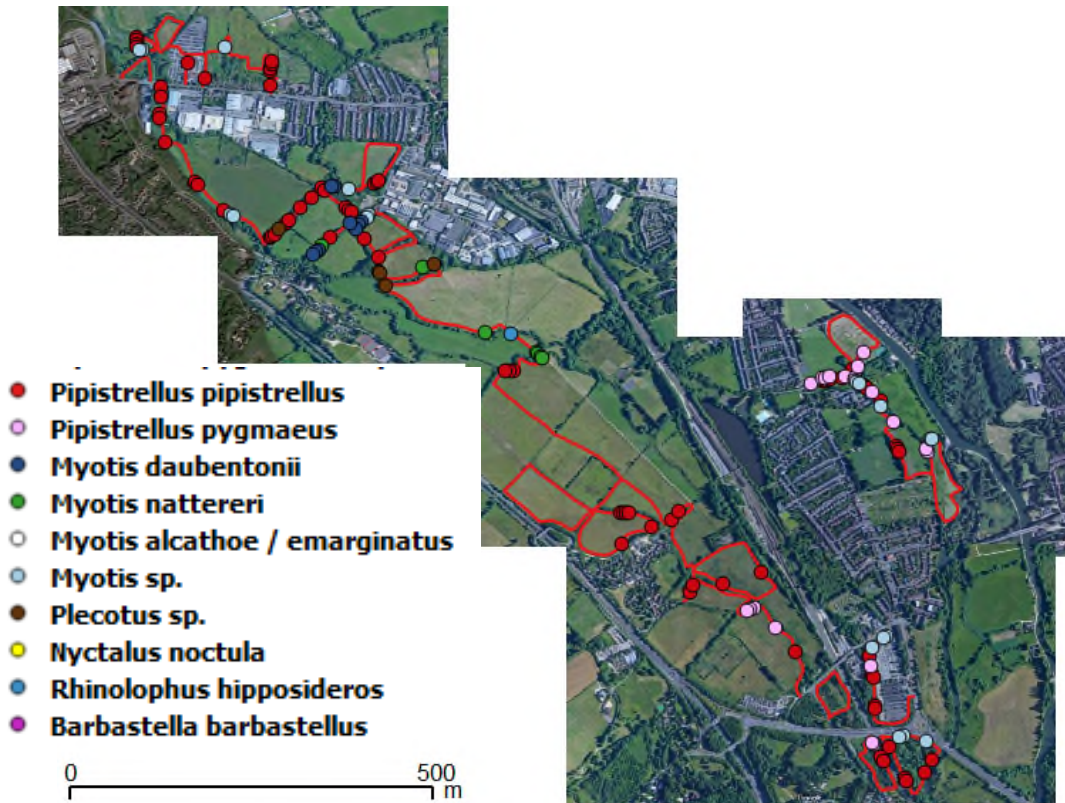 Pipistrellus pipistrellus
Pipistrellus pygmaeus
Myotis daubentonii
Myotis nattereri
Myotis alcathoe / emarginatus
Myotis sp.
Plecotus sp.
Nyctalus noctula
Rhinolophus hipposideros
Barbastella barbastellus
0 500
m